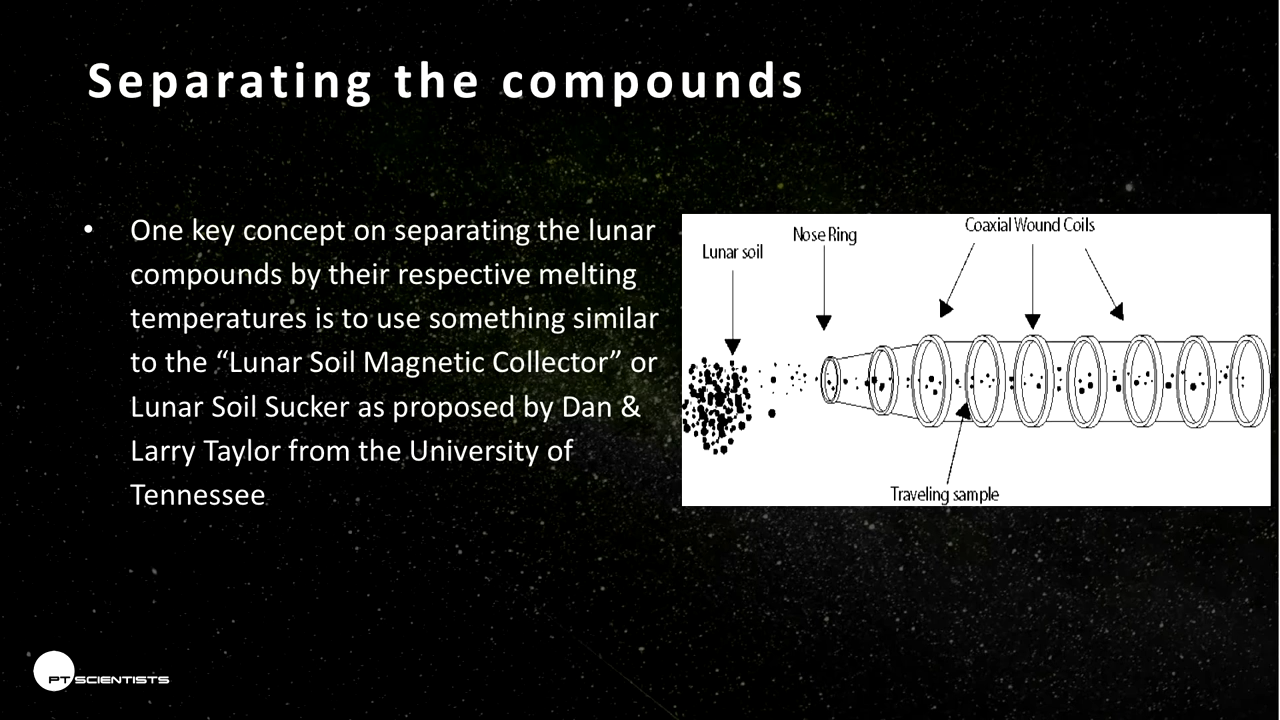 Separating the compounds
• One key concept on separating the lunar
compounds by their respective melting
temperatures is to use something similar
to the “Lunar Soil Magnetic Collector” or
Lunar Soil Sucker as proposed by Dan &
Larry Taylor from the University of
Tennessee
Coaxial Wound Coils
Nose Ring
Lunar soil
Traveling sample
PT SCIENTISTS